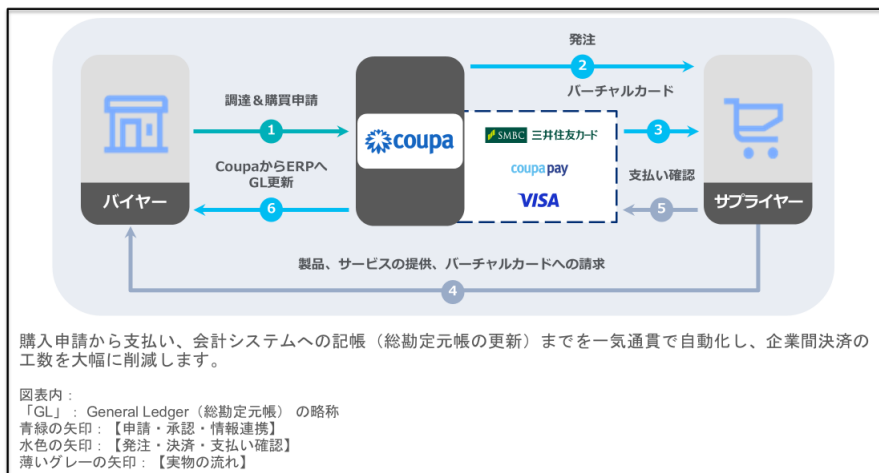 発注
2
バーチャルカード
調達&購買申請
1
coupa
SMBC 三井住友カード
3
CoupaからERPへ
GL更新
coupa pay
支払い確認
バイヤー
6
VISA
5
サプライヤー
製品、サービスの提供、バーチャルカードへの請求
4
購入申請から支払い、会計システムへの記帳（総勘定元帳の更新）までを一気通貫で自動化し、企業間決済の
工数を大幅に削減します。
図表内：
「GL」：General Ledger（総勘定元帳） の略称
青緑の矢印：【申請・承認・情報連携】
水色の矢印：【発注・決済・支払い確認】
薄いグレーの矢印：【実物の流れ】